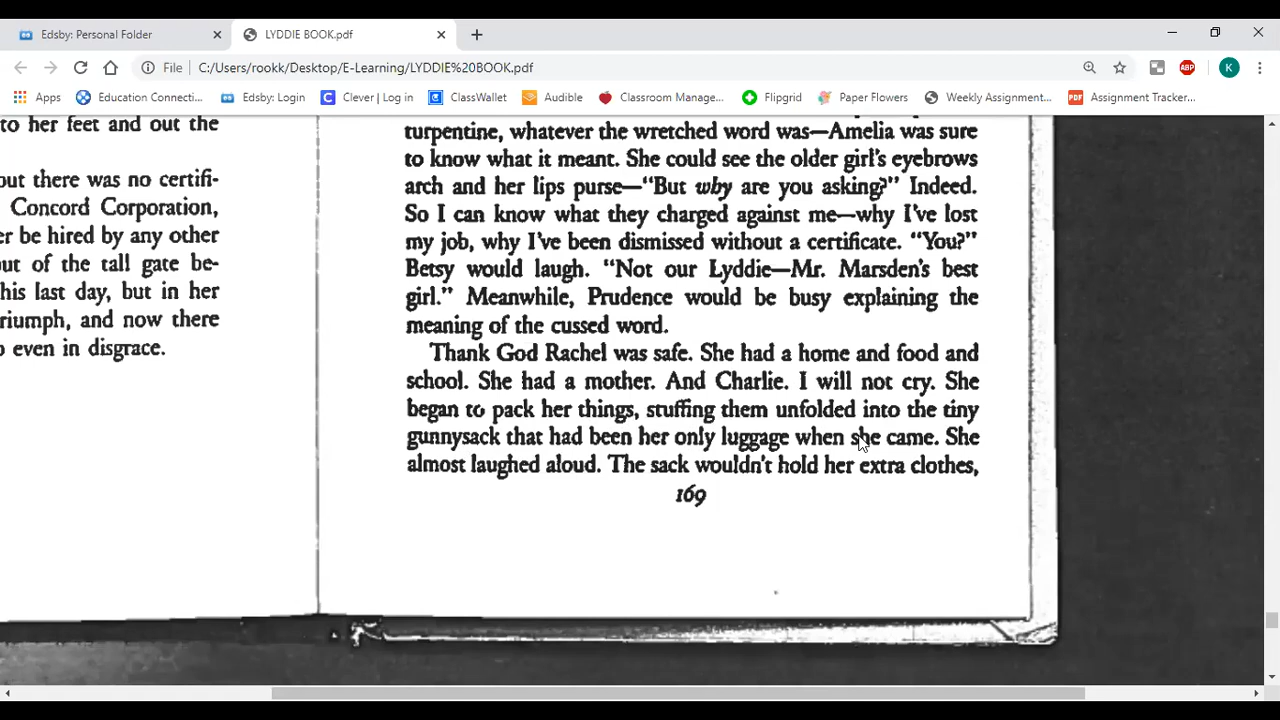 Edsby: Personal Folder
LYDDIE BOOK.pdf
File
C:/Users/rookk/Desktop/E-Learning/LYDDIE%20BOOK.pdf
ABP
K
Apps
Education Connecti...
Edsby: Login
Clever | Log in
ClassWallet
Audible
Classroom Manage...
Flipgrid
Paper Flowers
Weekly Assignment...
PDF
Assignment Tracker...
to her feet and out the
out there was no certifi-
Concord Corporation,
er be hired by any other
out of the tall gate be-
his last day, but in her
riumph, and now there
o even in disgrace.
turpentine, whatever the wretched word was—Amelia was sure
to know what it meant. She could see the older girl's eyebrows
arch and her lips purse—"But why are you asking?" Indeed.
So I can know what they charged against me—why I've lost
my job, why I've been dismissed without a certificate. "You?"
Betsy would laugh. "Not our Lyddie—Mr. Marsden's best
girl." Meanwhile, Prudence would be busy explaining the
meaning of the cussed word.
Thank God Rachel was safe. She had a home and food and
school. She had a mother. And Charlie. I will not cry. She
began to pack her things, stuffing them unfolded into the tiny
gunnysack that had been her only luggage when she came. She
almost laughed aloud. The sack wouldn't hold her extra clothes,
169